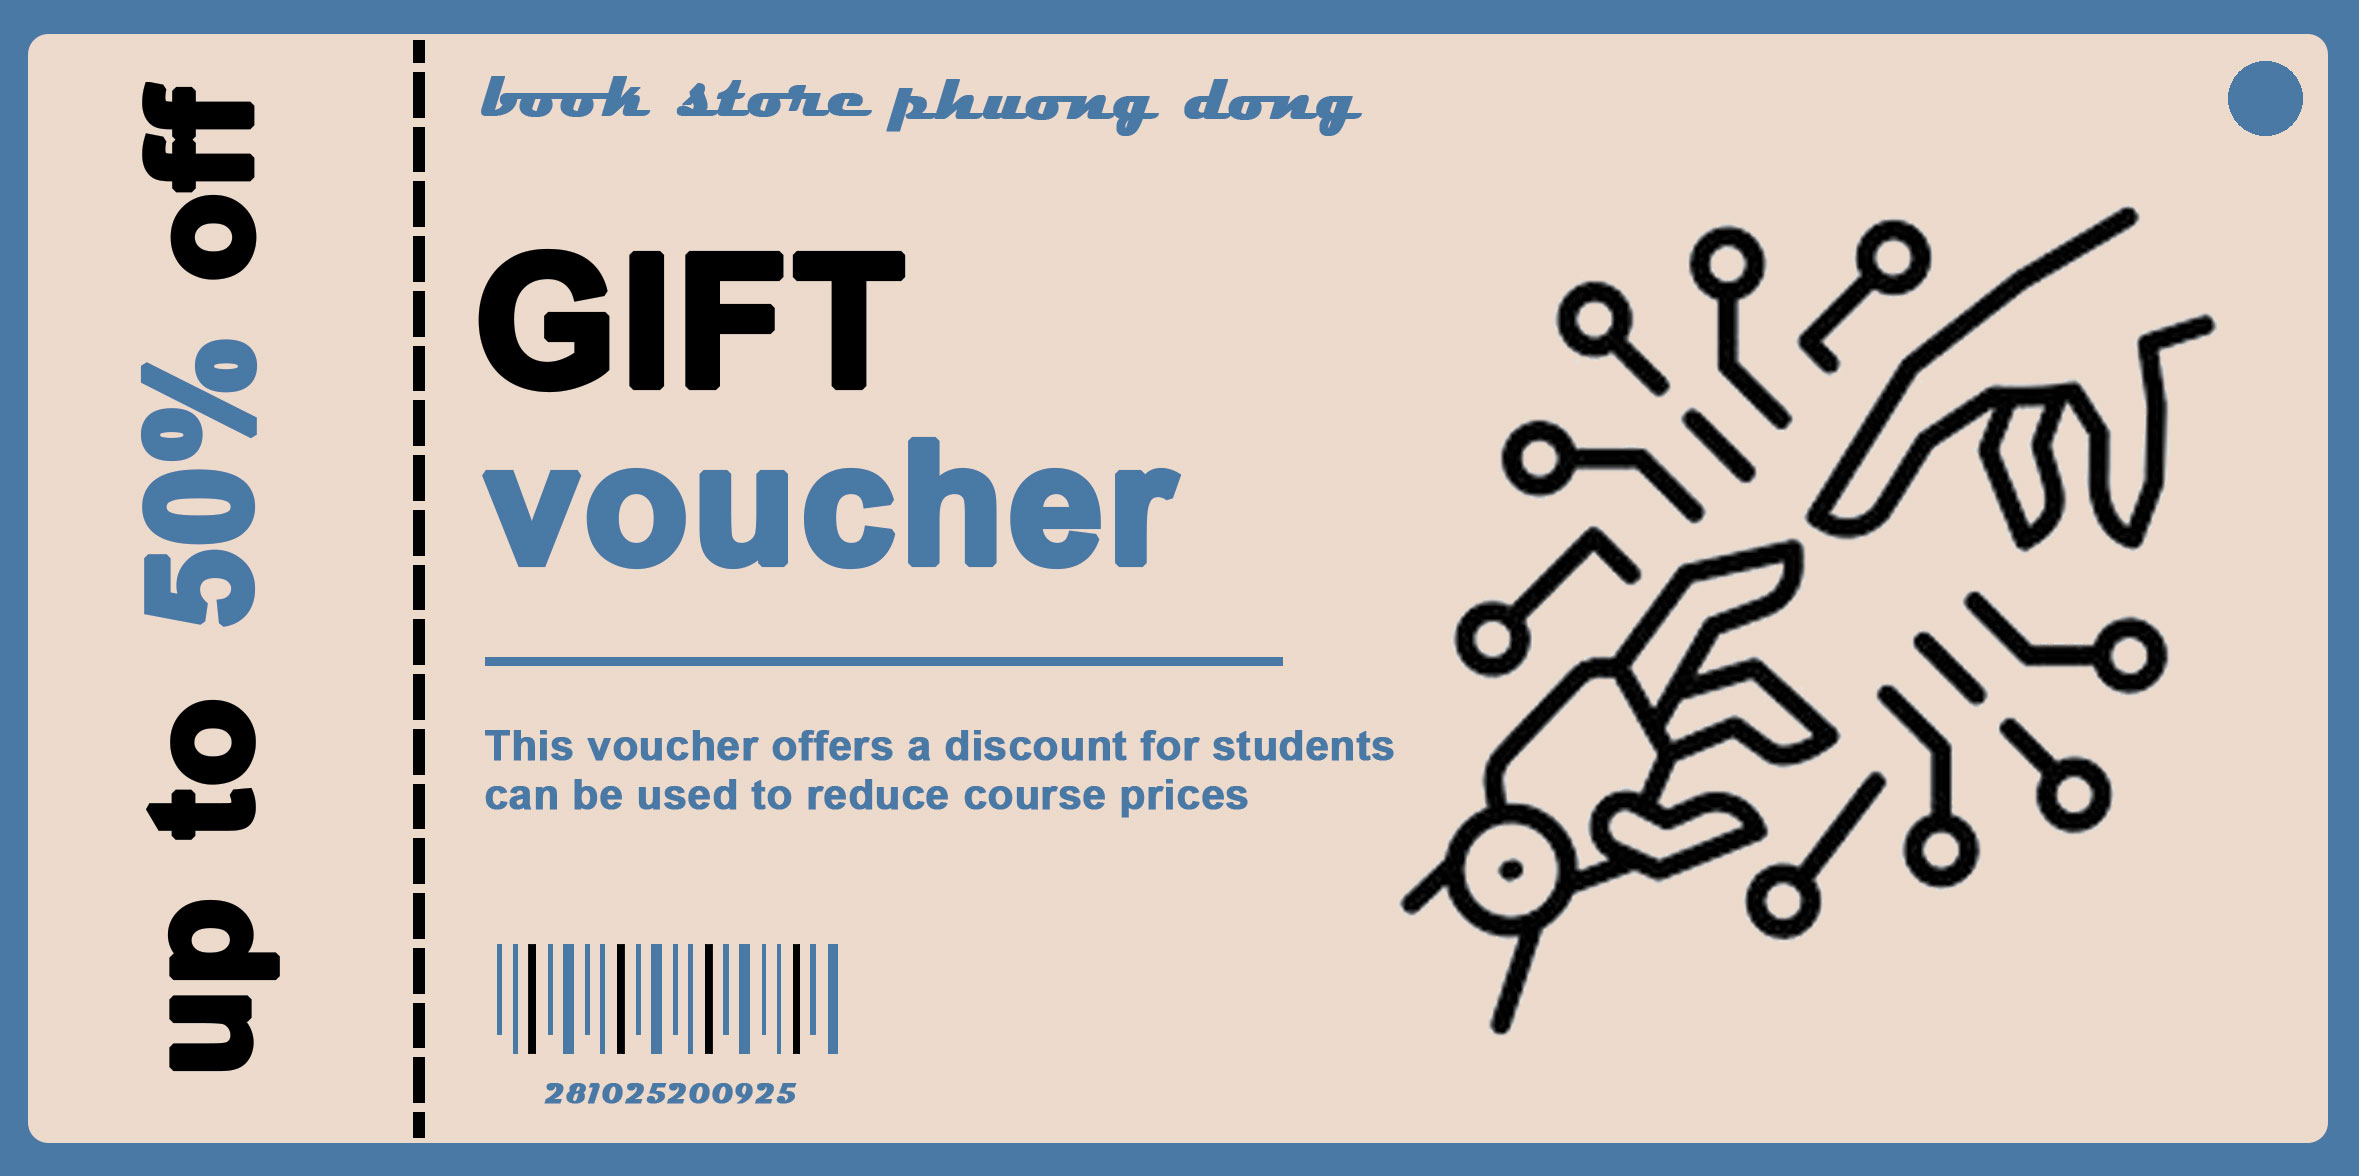 up to 50% off
book store phuong dong
GIFT
voucher
This voucher offers a discount for students
can be used to reduce course prices
281025200925